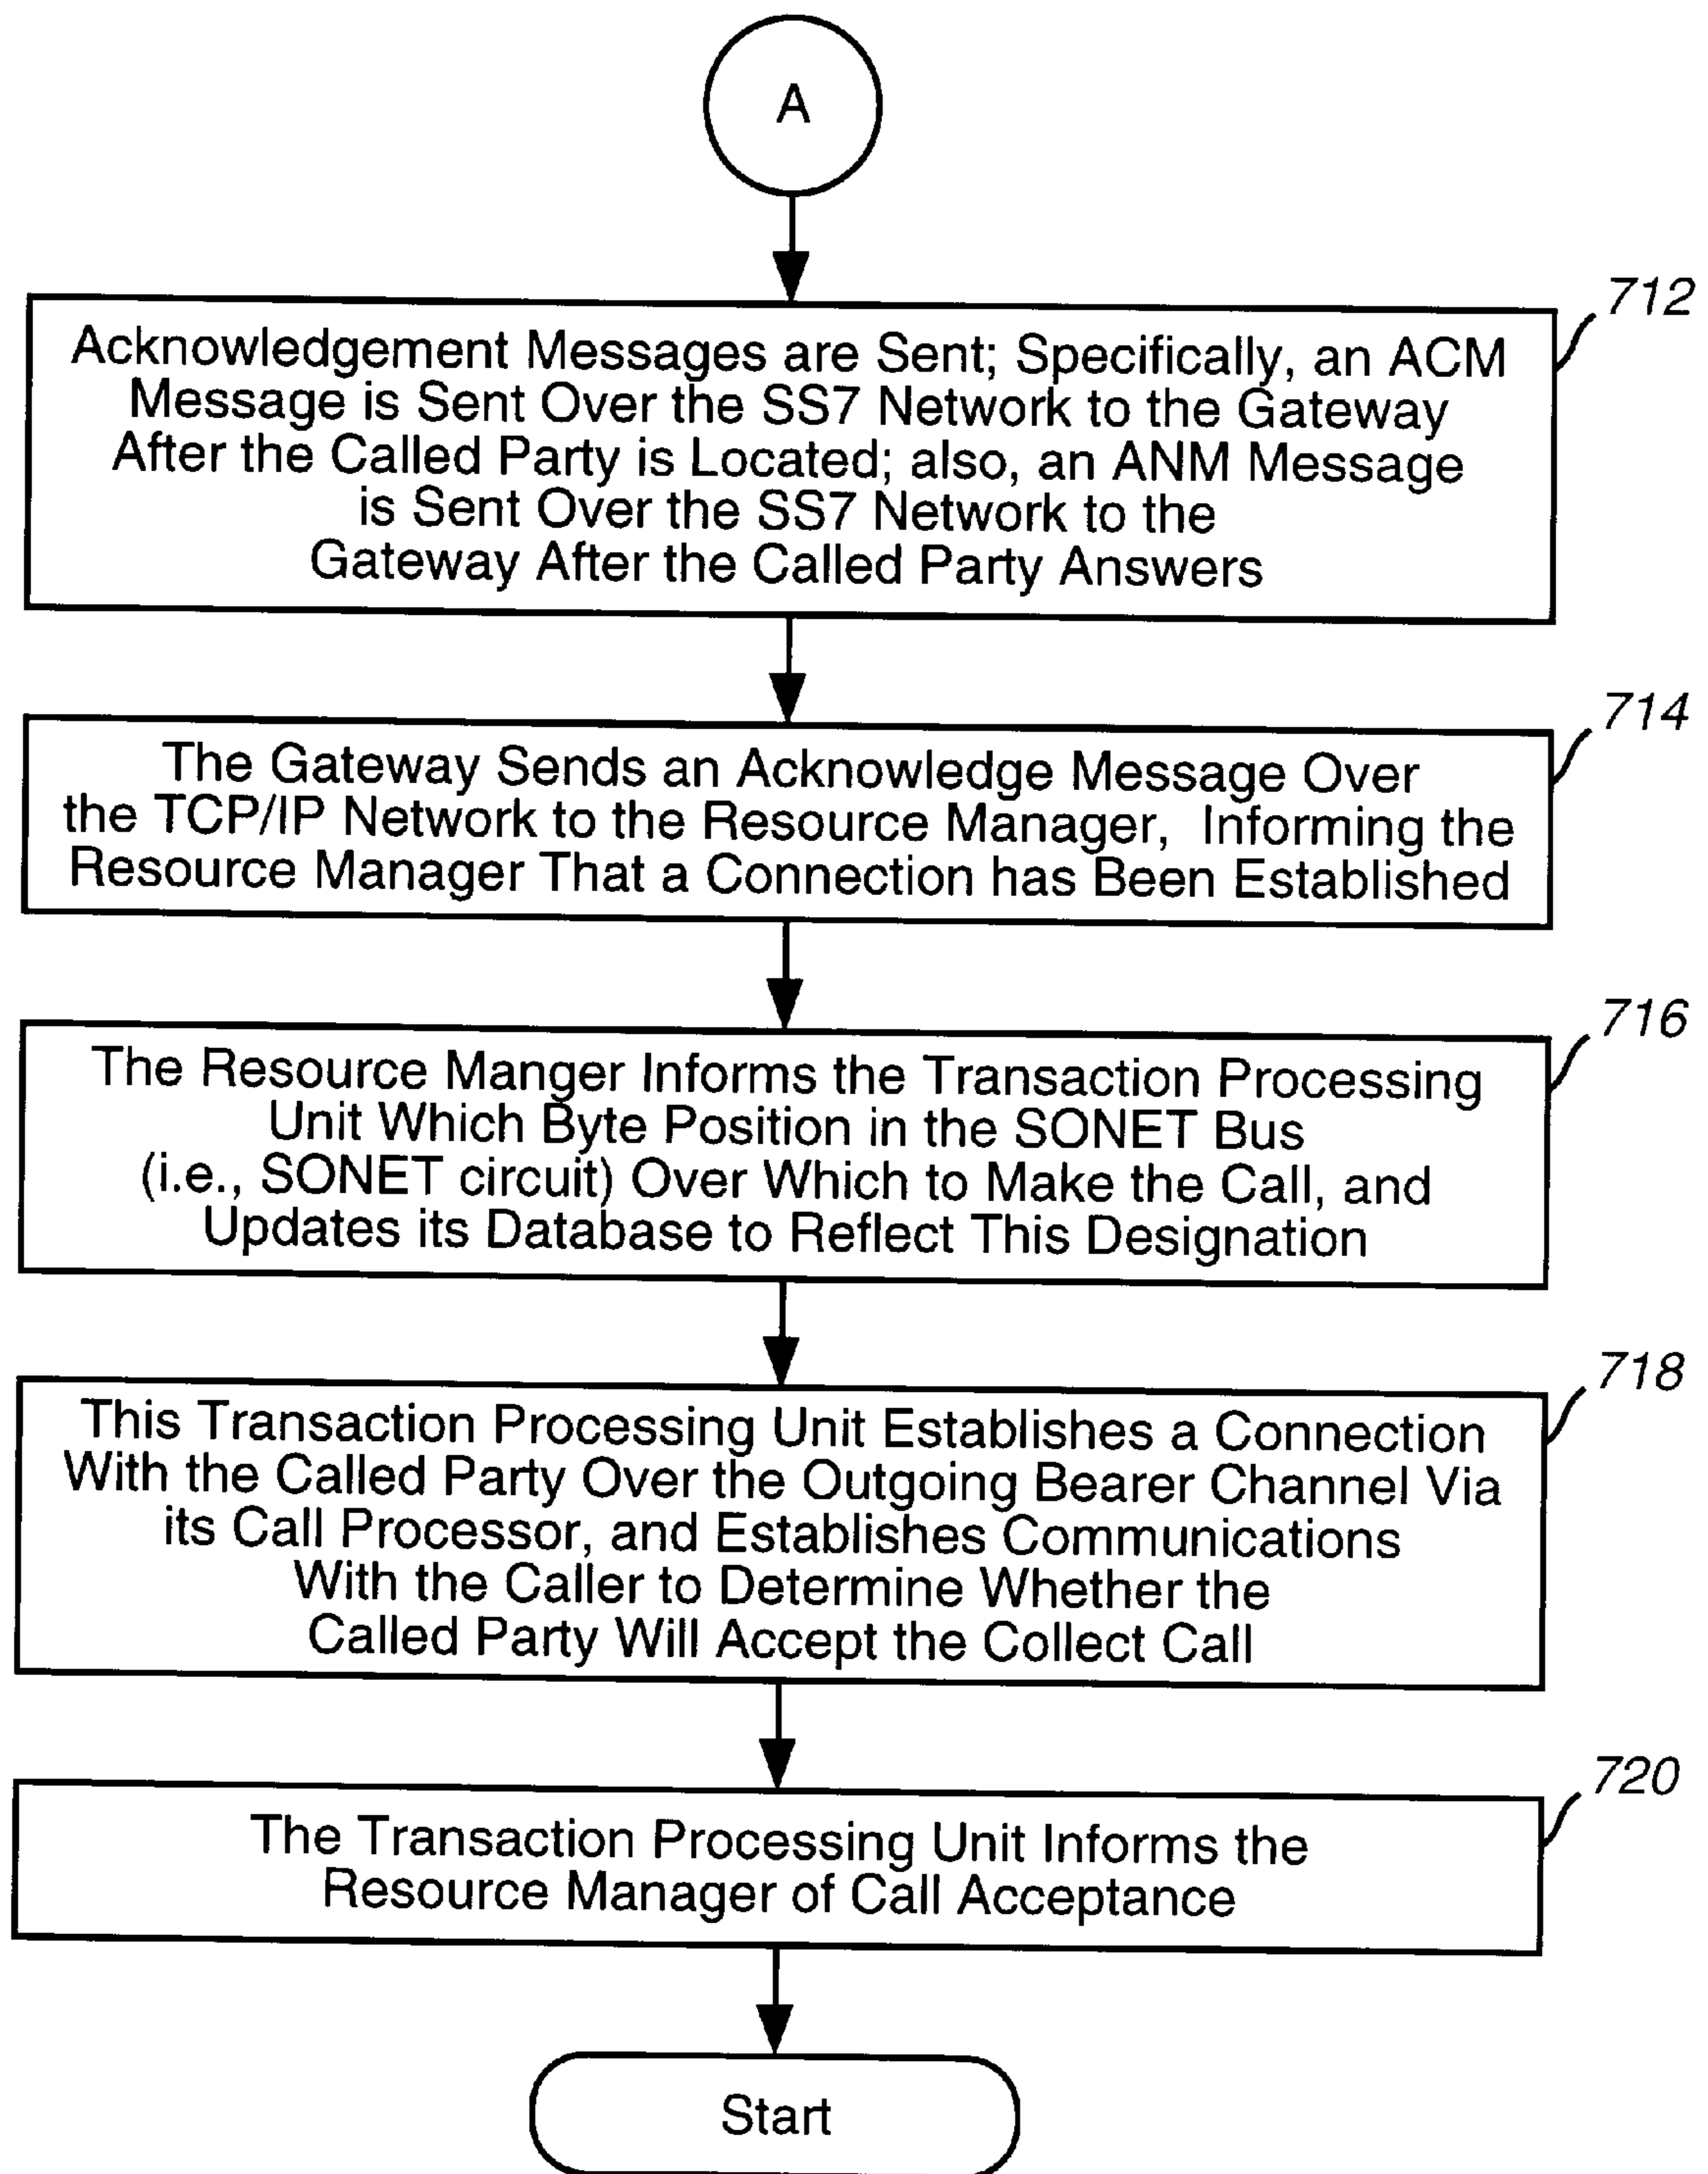 A
712
Acknowledgement Messages are Sent; Specifically, an ACM
Message is Sent Over the SS7 Network to the Gateway
After the Called Party is Located; also, an ANM Message
is Sent Over the SS7 Network to the
Gateway After the Called Party Answers
714
The Gateway Sends an Acknowledge Message Over
the TCP/IP Network to the Resource Manager, Informing the
Resource Manager That a Connection has Been Established
716
The Resource Manger Informs the Transaction Processing
Unit Which Byte Position in the SONET Bus
(i.e., SONET circuit) Over Which to Make the Call, and
Updates its Database to Reflect This Designation
718
This Transaction Processing Unit Establishes a Connection
With the Called Party Over the Outgoing Bearer Channel Via
its Call Processor, and Establishes Communications
With the Caller to Determine Whether the
Called Party Will Accept the Collect Call
720
The Transaction Processing Unit Informs the
Resource Manager of Call Acceptance
Start